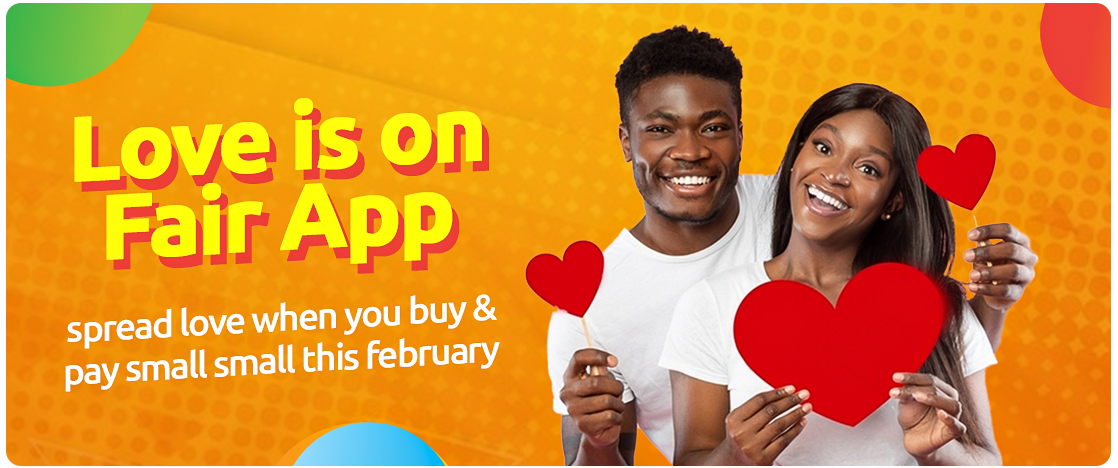 Love is on
Fair App
spread love when you buy &
pay small small this february